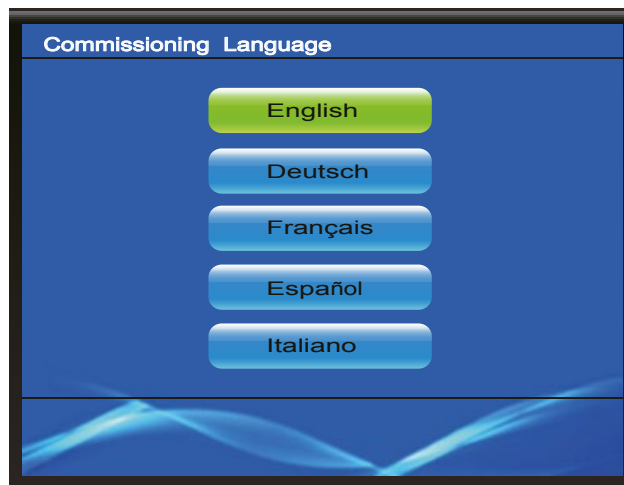 Commissioning Language
English
Deutsch
Français
Español
Italiano